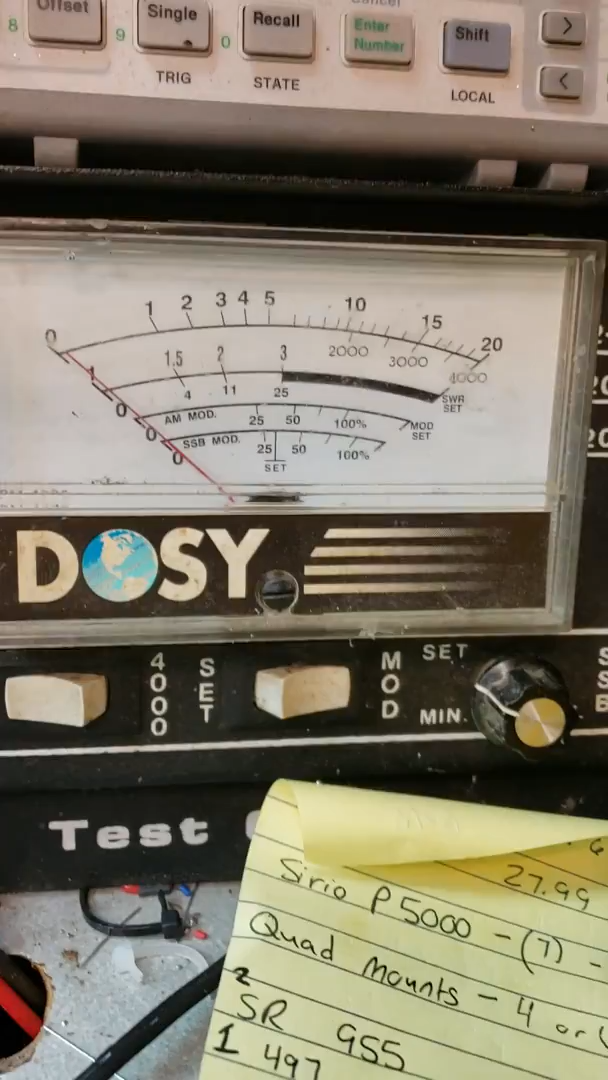 Cancel
8 Offset 9 Single 0 Recall Enter Number Shift > <
TRIG STATE LOCAL
0 1 2 3 4 5 10 15 20
2000 3000 4000
1 1.5 2 3
SWR SET
4 11 25
0 AM MOD. 25 50 100% MOD SET
0 SSB MOD. 25 50 100%
SET
0
DOSY
4000 SET MOD SET
MIN.
Test
27.99
Sirio P5000 - (7) -
Quad Mounts - 4 or
2
SR 955
1 497